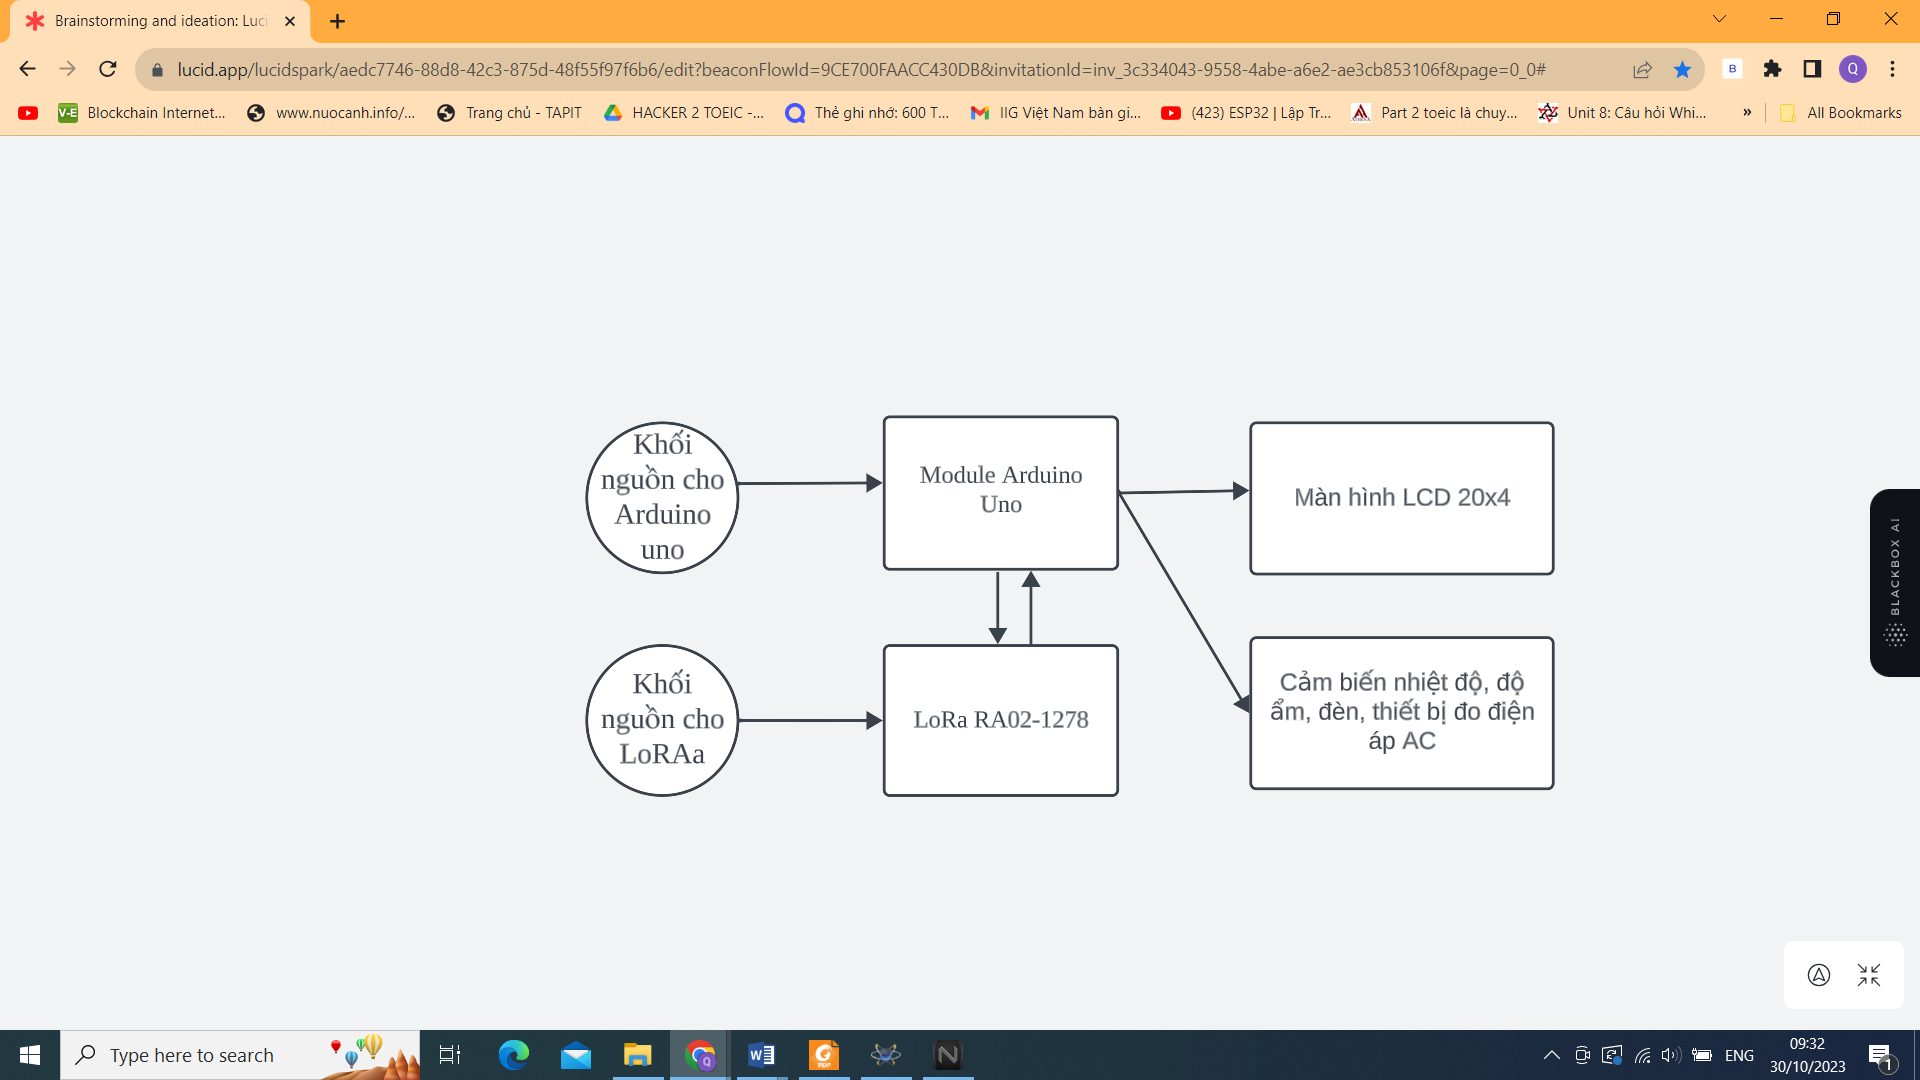 Brainstorming and ideation: Luci
lucid.app/lucidspark/aedc7746-88d8-42c3-875d-48f55f97f6b6/edit?beaconFlowId=9CE700FAACC430DB&invitationId=inv_3c334043-9558-4abe-a6e2-ae3cb853106f&page=0_0#
B
Q
V-E Blockchain Internet...
www.nuocanh.info/...
Trang chủ - TAPIT
HACKER 2 TOEIC -...
Thẻ ghi nhớ: 600 T...
IIG Việt Nam bàn gi...
(423) ESP32 | Lập Tr...
Part 2 toeic là chuy...
Unit 8: Câu hỏi Whi...
»
All Bookmarks
Khối
nguồn cho
Arduino
uno
Module Arduino
Uno
Màn hình LCD 20x4
Khối
nguồn cho
LoRAa
LoRa RA02-1278
Cảm biến nhiệt độ, độ
ẩm, đèn, thiết bị đo điện
áp AC
BLACKBOX AI
Type here to search
ENG
09:32
30/10/2023
1